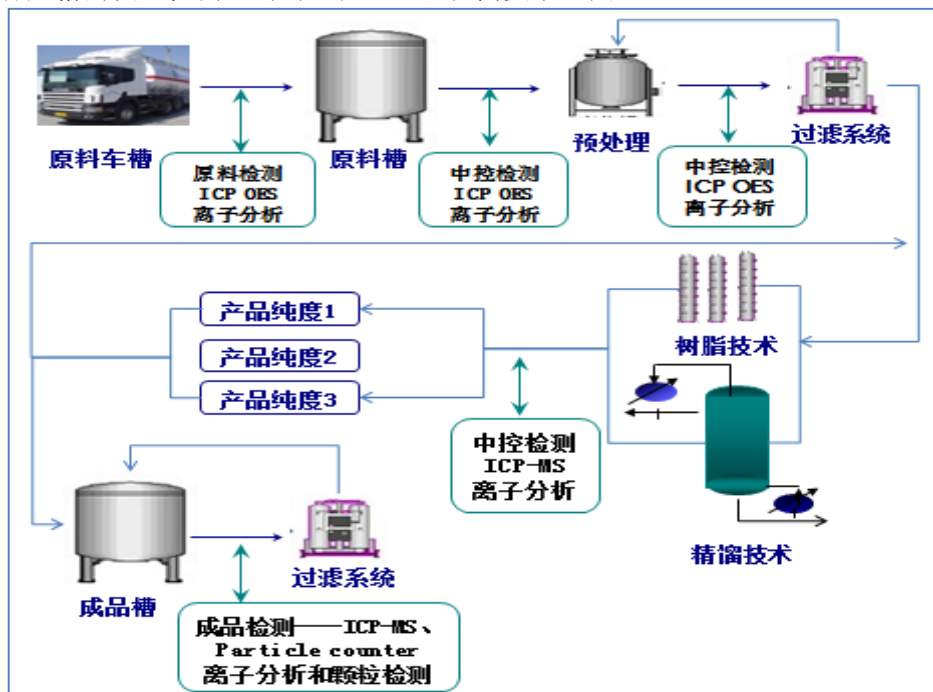 原料车槽
原料检测
ICP OES
离子分析
原料槽
中控检测
ICP OES
离子分析
预处理
中控检测
ICP OES
离子分析
过滤系统
产品纯度1
产品纯度2
产品纯度3
中控检测
ICP-MS
离子分析
树脂技术
精馏技术
成品槽
过滤系统
成品检测——ICP-MS、
Particle counter
离子分析和颗粒检测